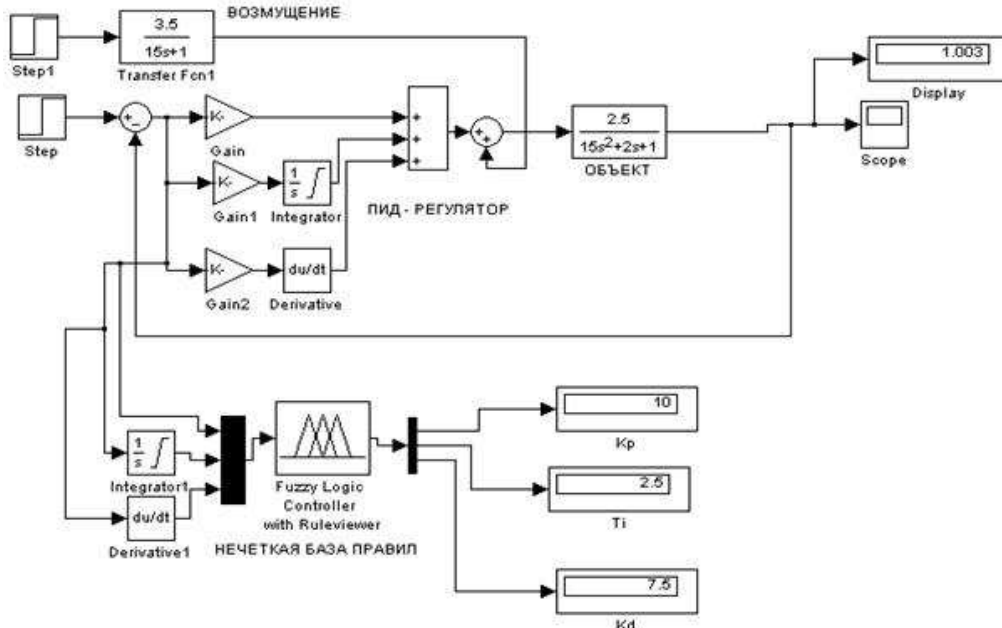 ВОЗМУЩЕНИЕ
3.5
15s+1
Step1
Transfer Fcn1
1.003
Display
Step
K-
Gain
2.5
15s2+2s+1
ОБЪЕКТ
Scope
K-
Gain1
1
s
Integrator
ПИД - РЕГУЛЯТОР
K-
Gain2
du/dt
Derivative
10
Kp
1
s
Integrator1
Fuzzy Logic
Controller
with Ruleviewer
2.5
Ti
du/dt
Derivative1
НЕЧЕТКАЯ БАЗА ПРАВИЛ
7.5
Kd